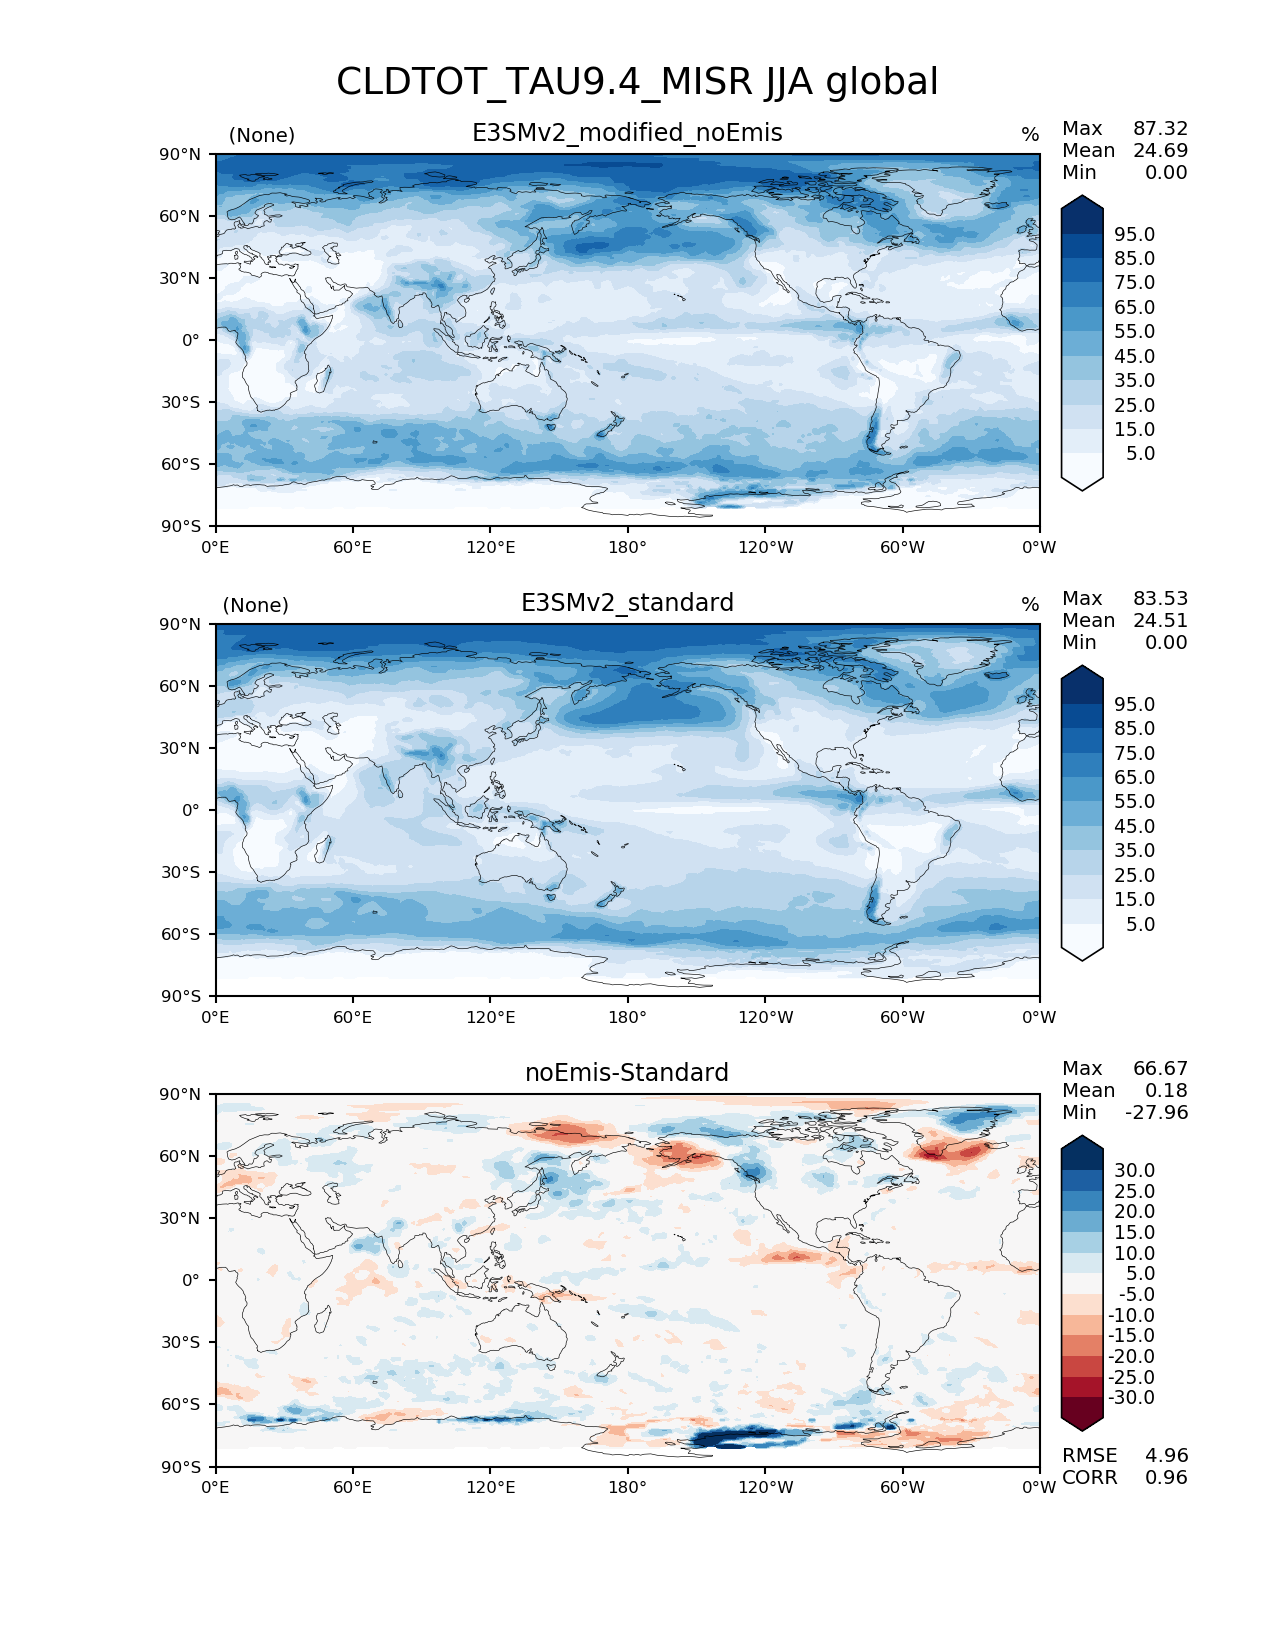 CLDTOT_TAU9.4_MISR JJA global
(None) E3SMv2_modified_noEmis %
Max 87.32
Mean 24.69
Min 0.00
90°N
60°N
30°N
0°
30°S
60°S
90°S
0°E 60°E 120°E 180° 120°W 60°W 0°W
95.0
85.0
75.0
65.0
55.0
45.0
35.0
25.0
15.0
5.0
(None) E3SMv2_standard %
Max 83.53
Mean 24.51
Min 0.00
90°N
60°N
30°N
0°
30°S
60°S
90°S
0°E 60°E 120°E 180° 120°W 60°W 0°W
95.0
85.0
75.0
65.0
55.0
45.0
35.0
25.0
15.0
5.0
noEmis-Standard
Max 66.67
Mean 0.18
Min -27.96
90°N
60°N
30°N
0°
30°S
60°S
90°S
0°E 60°E 120°E 180° 120°W 60°W 0°W
30.0
25.0
20.0
15.0
10.0
5.0
-5.0
-10.0
-15.0
-20.0
-25.0
-30.0
RMSE 4.96
CORR 0.96